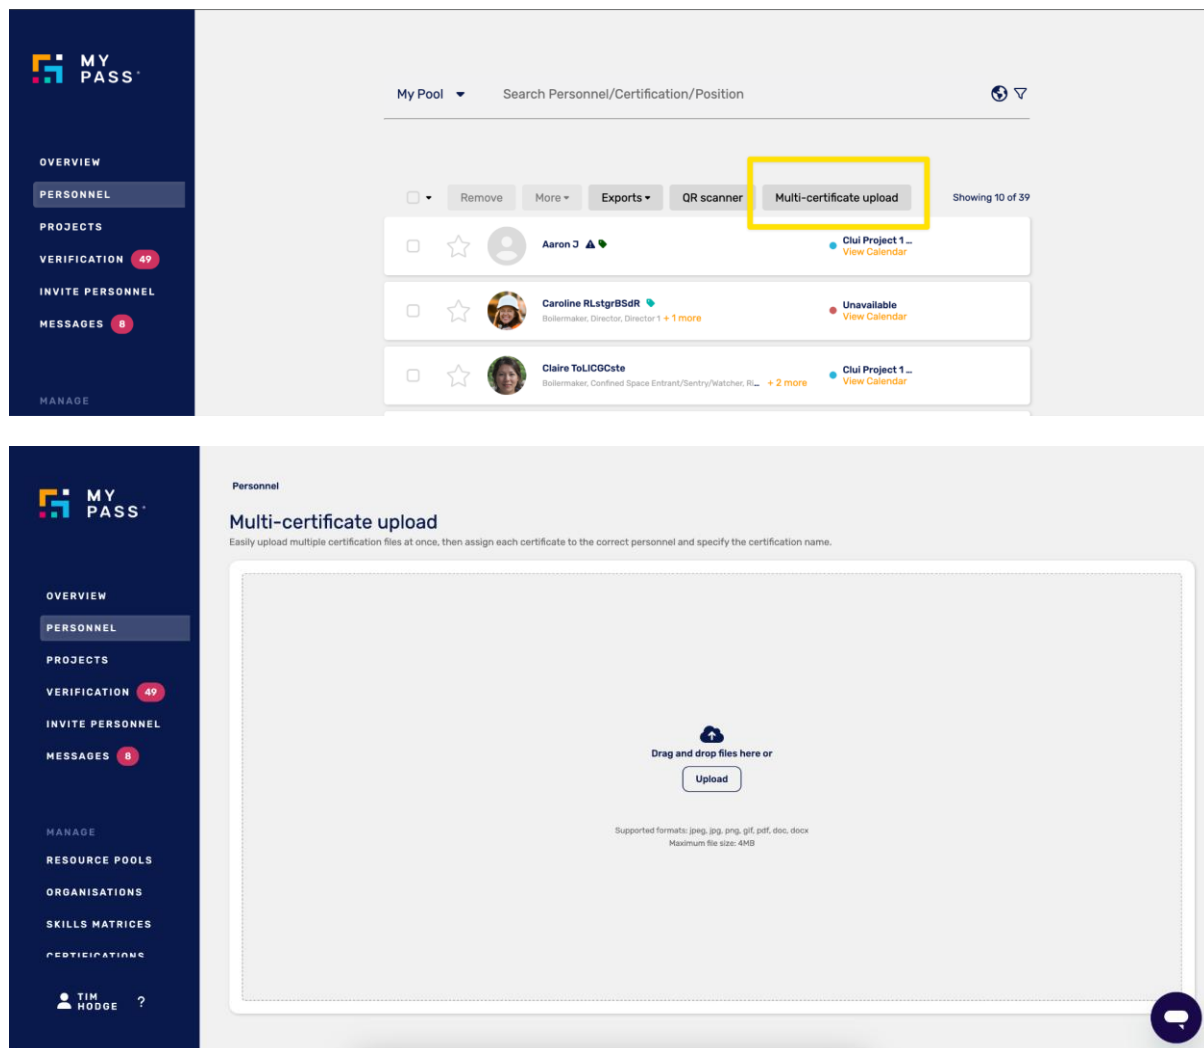 MY
PASS
My Pool
Search Personnel/Certification/Position
OVERVIEW
PERSONNEL
PROJECTS
VERIFICATION 49
INVITE PERSONNEL
MESSAGES 8
MANAGE
Remove
More
Exports
QR scanner
Multi-certificate upload
Showing 10 of 39
Aaron J
Clui Project 1...
View Calendar
Caroline RLstgrBSdR
Boilermaker, Director, Director 1 + 1 more
Unavailable
View Calendar
Claire ToLICGCste
Boilermaker, Confined Space Entrant/Sentry/Watcher, Ri... + 2 more
Clui Project 1...
View Calendar
MY
PASS
OVERVIEW
PERSONNEL
PROJECTS
VERIFICATION 49
INVITE PERSONNEL
MESSAGES 8
MANAGE
RESOURCE POOLS
ORGANISATIONS
SKILLS MATRICES
CERTIFICATIONS
TIM
HODGE ?
Personnel
Multi-certificate upload
Easily upload multiple certification files at once, then assign each certificate to the correct personnel and specify the certification name.
Drag and drop files here or
Upload
Supported formats: jpeg, jpg, png, gif, pdf, doc, docx
Maximum file size: 4MB